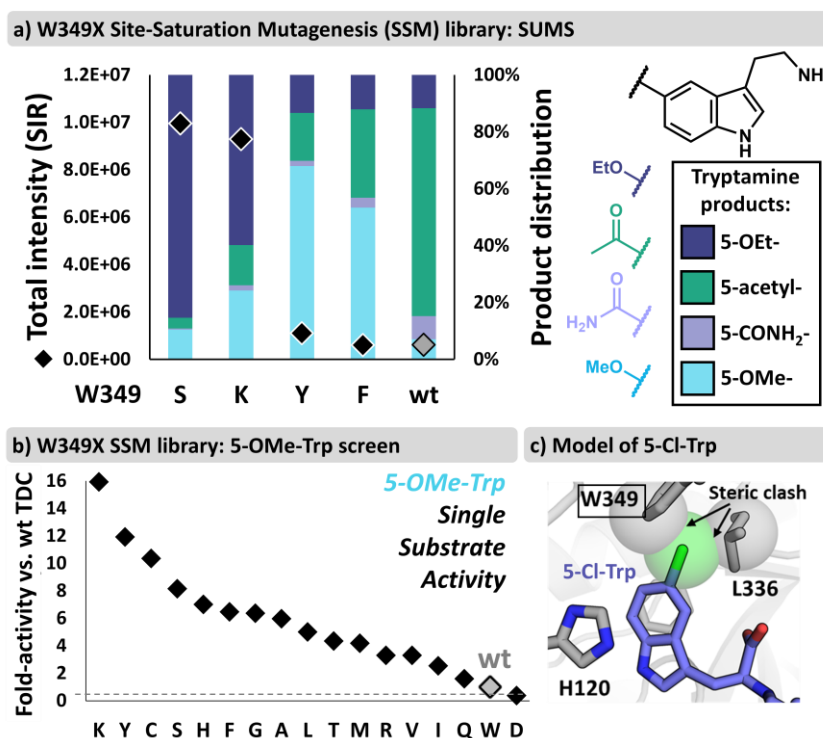 a) W349X Site-Saturation Mutagenesis (SSM) library: SUMS
Total intensity (SIR)
1.2E+07
1.0E+07
8.0E+06
6.0E+06
4.0E+06
2.0E+06
0.0E+00
100%
80%
60%
40%
20%
0%
Product distribution
W349 S K Y F wt
NH
N
H
EtO
O
O
H2N
MeO
Tryptamine
products:
5-OEt-
5-acetyl-
5-CONH2-
5-OMe-
b) W349X SSM library: 5-OMe-Trp screen
Fold-activity vs. wt TDC
16
14
12
10
8
6
4
2
0
5-OMe-Trp
Single
Substrate
Activity
wt
K Y C S H F G A L T M R V I Q W D
c) Model of 5-Cl-Trp
W349
Steric clash
5-Cl-Trp
L336
H120